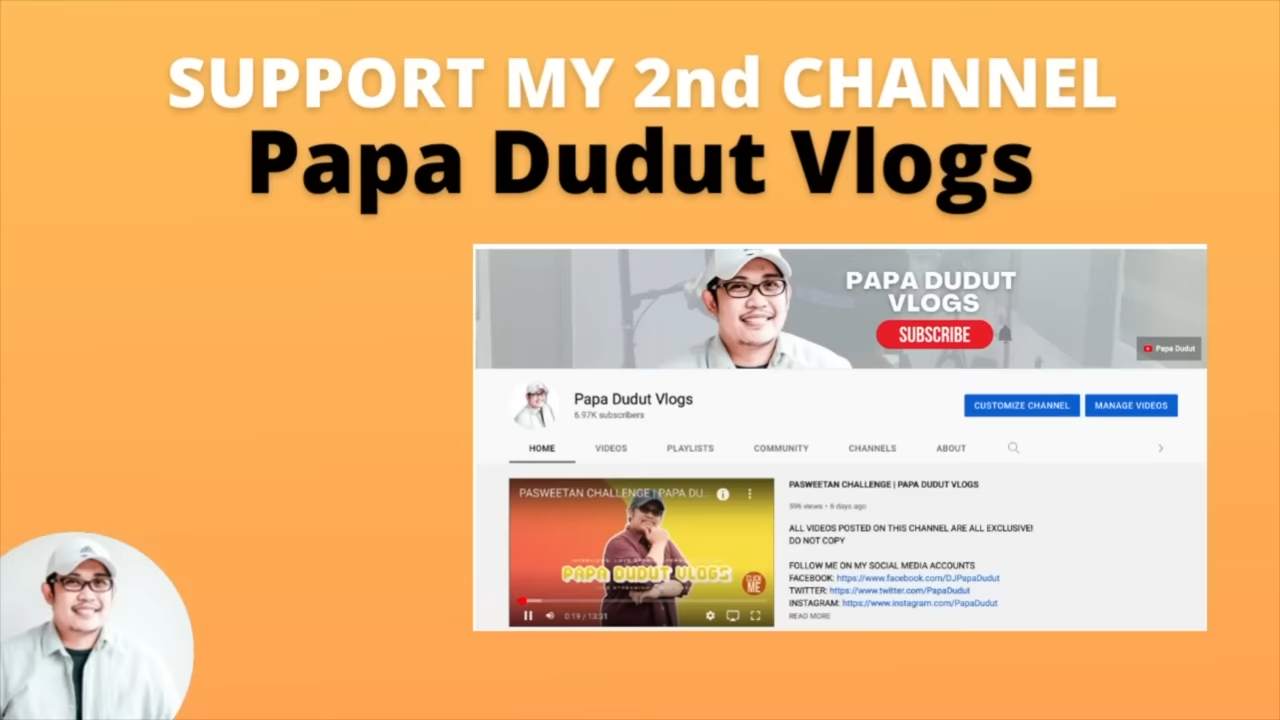 SUPPORT MY 2nd CHANNEL
Papa Dudut Vlogs
PAPA DUDUT
VLOGS
SUBSCRIBE
Papa Dudut
Papa Dudut Vlogs
6.97K subscribers
CUSTOMIZE CHANNEL
MANAGE VIDEOS
HOME VIDEOS PLAYLISTS COMMUNITY CHANNELS ABOUT
PASWEETAN CHALLENGE | PAPA DU...
PAPA DUDUT VLOGS
CLICK
ME
0:19 / 13:31
PASWEETAN CHALLENGE | PAPA DUDUT VLOGS
596 views • 6 days ago
ALL VIDEOS POSTED ON THIS CHANNEL ARE ALL EXCLUSIVE!
DO NOT COPY
FOLLOW ME ON MY SOCIAL MEDIA ACCOUNTS
FACEBOOK: https://www.facebook.com/DJPapaDudut
TWITTER: https://www.twitter.com/PapaDudut
INSTAGRAM: https://www.instagram.com/PapaDudut
READ MORE